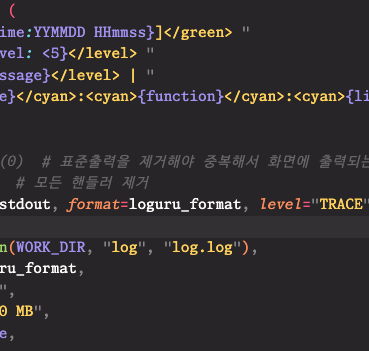 (
ime:YYMMDD HHmmss}]</green> "
vel: <5}</level> "
ssage}</level> | "
e}</cyan>:<cyan>{function}</cyan>:<cyan>{li
(0) # 표준출력을 제거해야 중복해서 화면에 출력되는
# 모든 핸들러 제거
stdout, format=loguru_format, level="TRACE"
n(WORK_DIR, "log", "log.log"),
ru_format,
",
0 MB",
e,